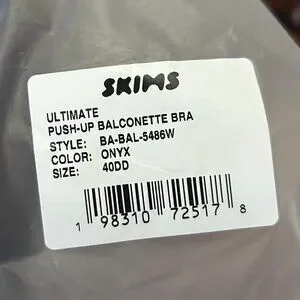 SKIMS
ULTIMATE
PUSH-UP BALCONETTE BRA
STYLE: BA-BAL-5486W
COLOR: ONYX
SIZE: 40DD
1 98310 72517 8